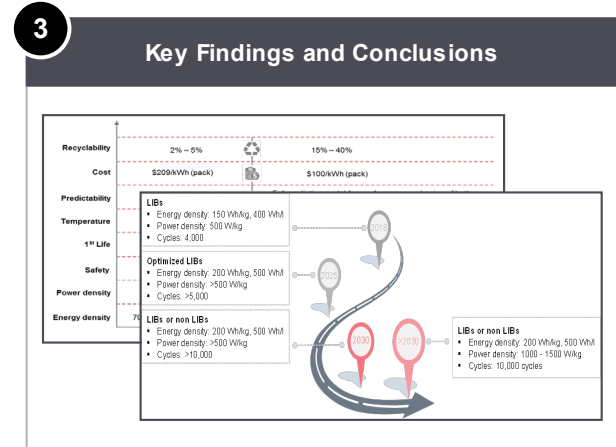 3
Key Findings and Conclusions
Recyclability
2% – 5%
15% – 40%
Cost
$209/kWh (pack)
$100/kWh (pack)
Predictability
Temperature
1st Life
Safety
Power density
Energy density
70
LIBs
▪ Energy density: 150 Wh/kg, 400 Wh/l
▪ Power density: 500 W/kg
▪ Cycles: 4,000
2018
Optimized LIBs
▪ Energy density: 200 Wh/kg, 500 Wh/l
▪ Power density: >500 W/kg
▪ Cycles: >5,000
2025
LIBs or non LIBs
▪ Energy density: 200 Wh/kg, 500 Wh/l
▪ Power density: >500 W/kg
▪ Cycles: >10,000
2030
>2030
LIBs or non LIBs
▪ Energy density: 200 Wh/kg, 500 Wh/l
▪ Power density: 1000 - 1500 W/kg
▪ Cycles: 10,000 cycles